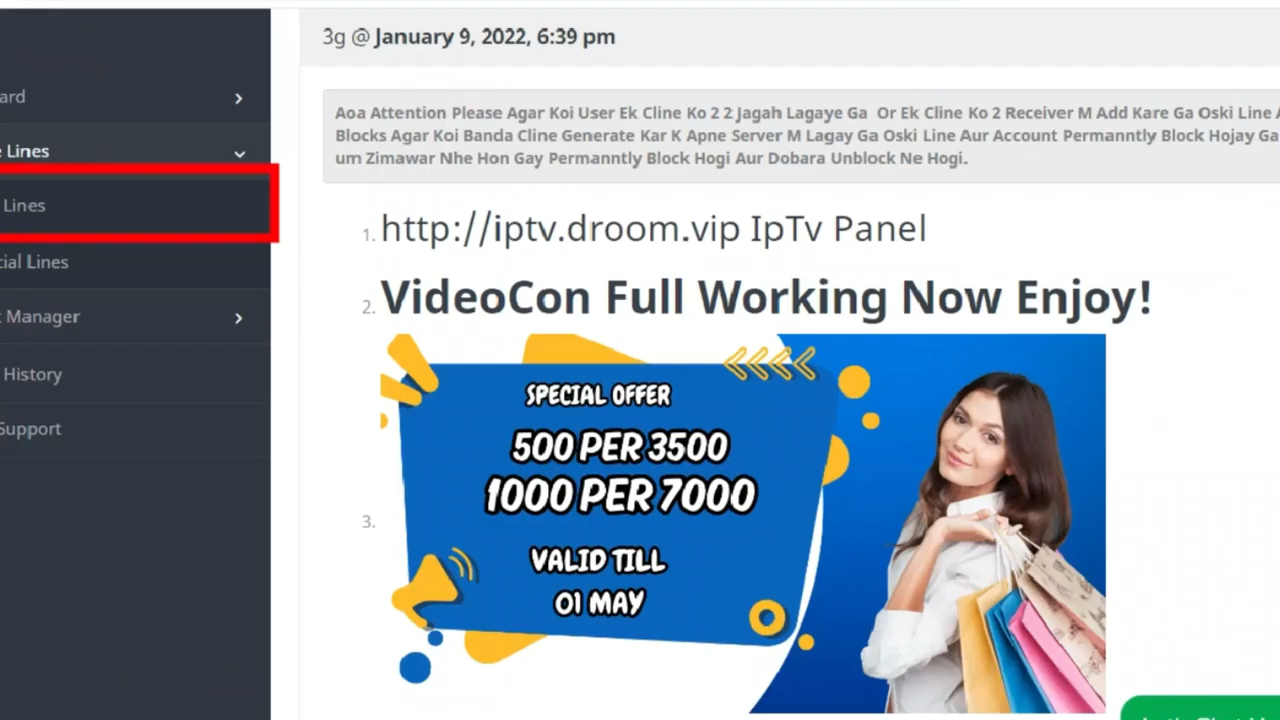 3g @ January 9, 2022, 6:39 pm
Lines
Lines
Lines
Manager
History
Support
Aoa Attention Please Agar Koi User Ek Cline Ko 2 2 Jagah Lagaye Ga Or Ek Cline Ko 2 Receiver M Add Kare Ga Oski Line
Blocks Agar Koi Banda Cline Generate Kar K Apne Server M Lagay Ga Oski Line Aur Account Permanntly Block Hojay Ga
um Zimawar Nhe Hon Gay Permanntly Block Hogi Aur Dobara Unblock Ne Hogi.
1. http://iptv.droom.vip IpTv Panel
2. VideoCon Full Working Now Enjoy!
3.
SPECIAL OFFER
500 PER 3500
1000 PER 7000
VALID TILL
01 MAY